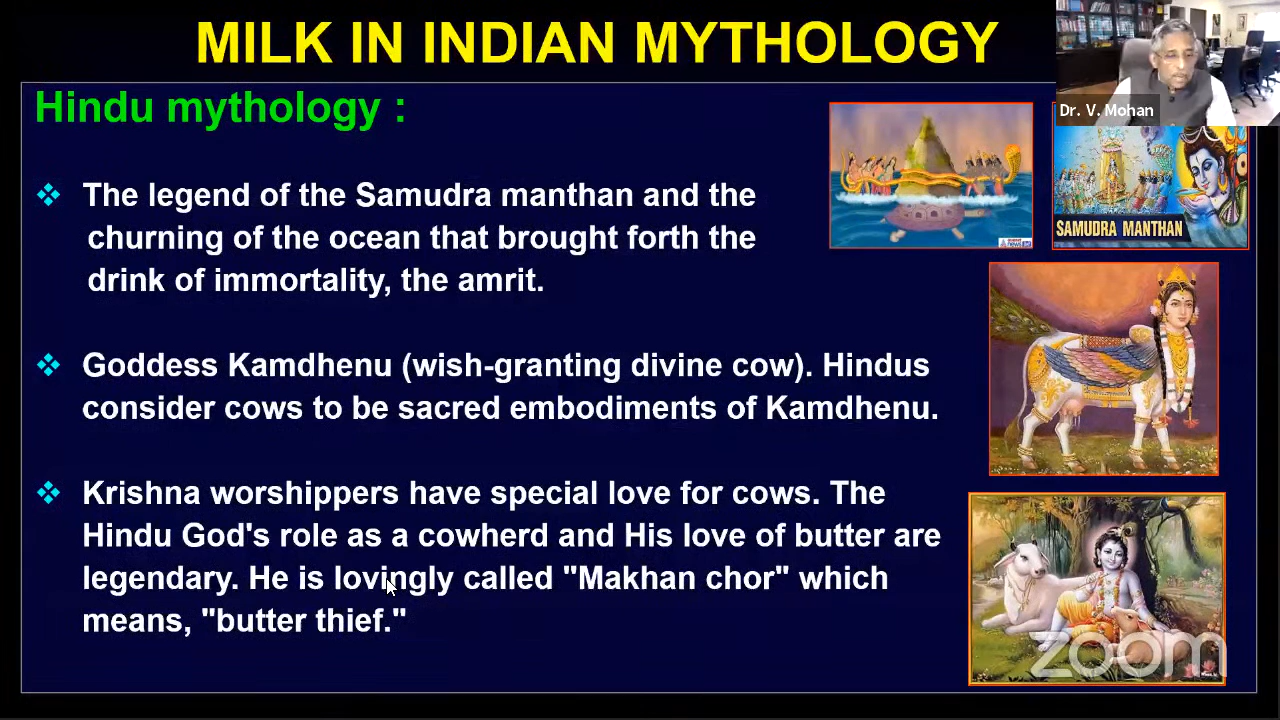 MILK IN INDIAN MYTHOLOGY
Dr. V. Mohan
Hindu mythology :
❖ The legend of the Samudra manthan and the
churning of the ocean that brought forth the
drink of immortality, the amrit.
SAMUDRA MANTHAN
❖ Goddess Kamdhenu (wish-granting divine cow). Hindus
consider cows to be sacred embodiments of Kamdhenu.
❖ Krishna worshippers have special love for cows. The
Hindu God's role as a cowherd and His love of butter are
legendary. He is lovingly called "Makhan chor" which
means, "butter thief."
zoom